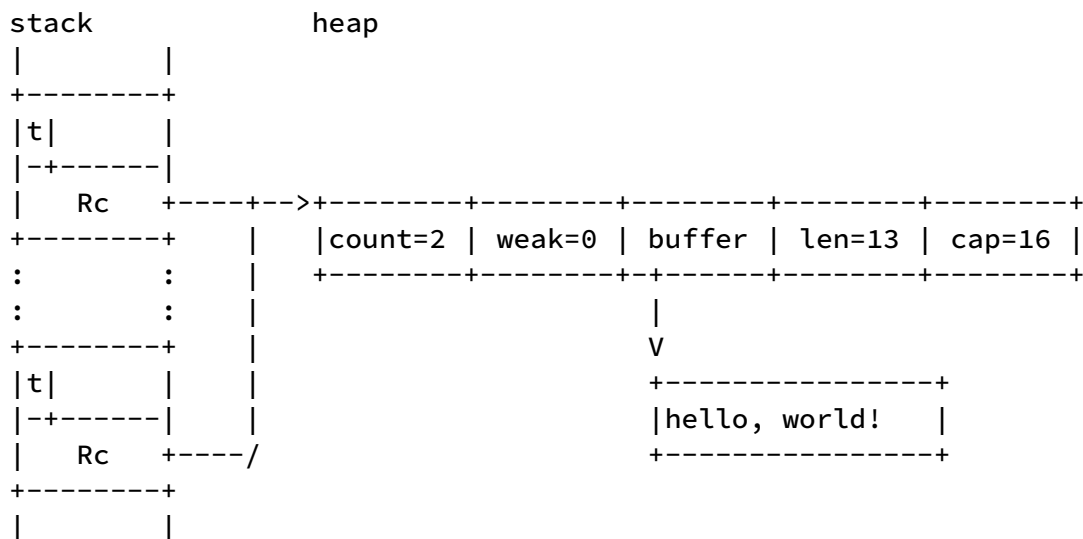 stack heap
t
Rc
count=2 weak=0 buffer len=13 cap=16
t
hello, world!
Rc